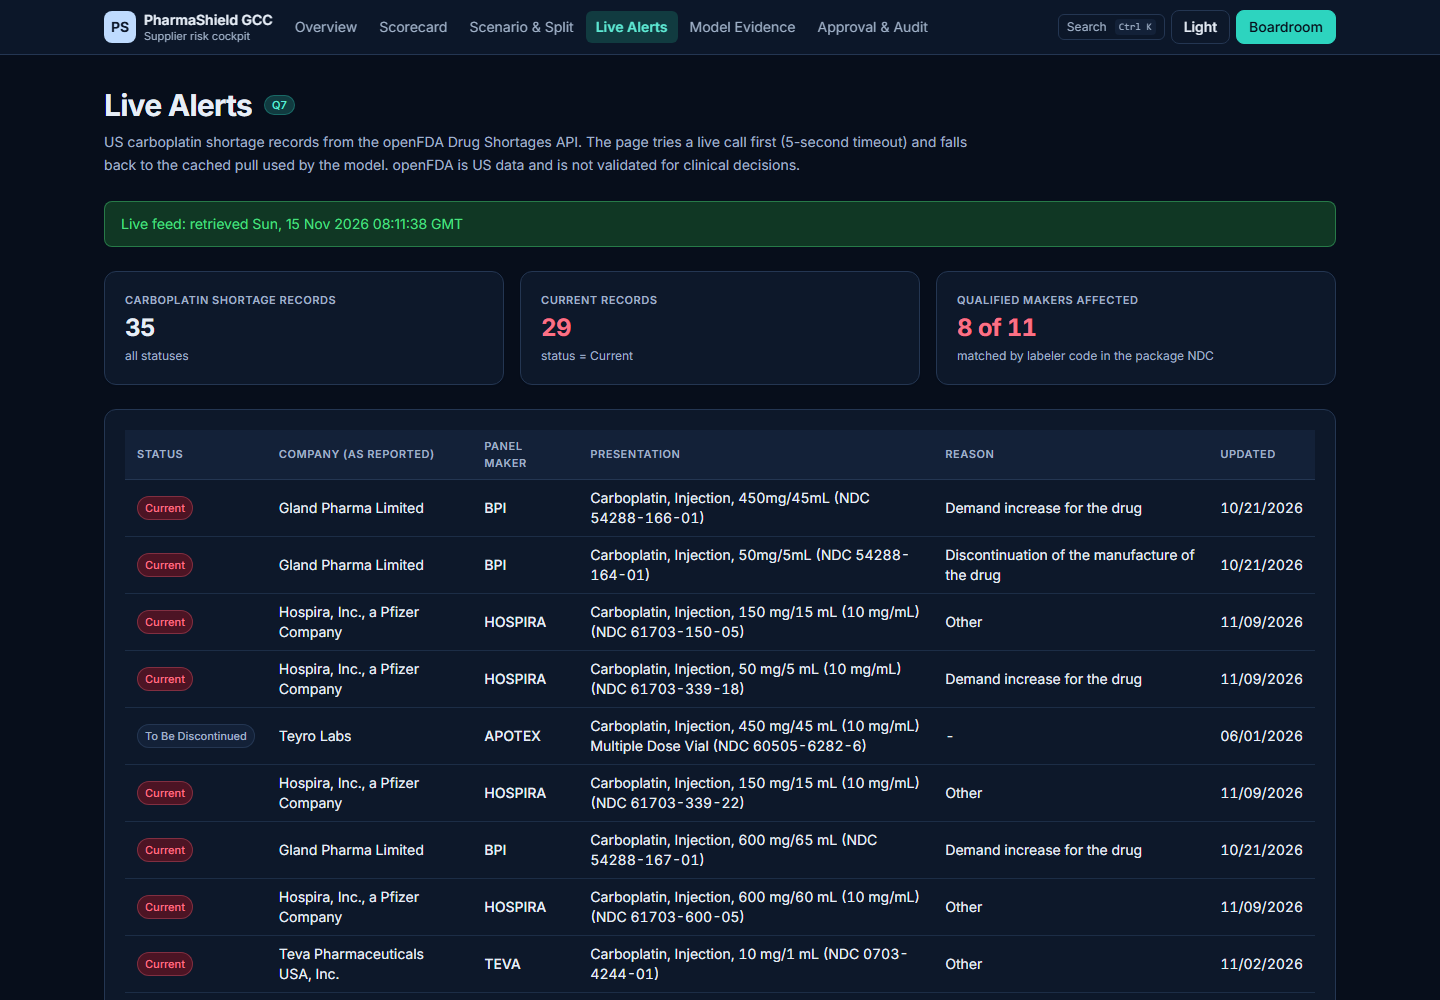 PS
PharmaShield GCC
Supplier risk cockpit
Overview
Scorecard
Scenario & Split
Live Alerts
Model Evidence
Approval & Audit
Search Ctrl K
Light
Boardroom
Live Alerts Q7
US carboplatin shortage records from the openFDA Drug Shortages API. The page tries a live call first (5-second timeout) and falls
back to the cached pull used by the model. openFDA is US data and is not validated for clinical decisions.
Live feed: retrieved Sun, 15 Nov 2026 08:11:38 GMT
CARBOPLATIN SHORTAGE RECORDS
35
all statuses
CURRENT RECORDS
29
status = Current
QUALIFIED MAKERS AFFECTED
8 of 11
matched by labeler code in the package NDC
STATUS
COMPANY (AS REPORTED)
PANEL
MAKER
PRESENTATION
REASON
UPDATED
Current
Gland Pharma Limited
BPI
Carboplatin, Injection, 450mg/45mL (NDC
54288-166-01)
Demand increase for the drug
10/21/2026
Current
Gland Pharma Limited
BPI
Carboplatin, Injection, 50mg/5mL (NDC 54288-
164-01)
Discontinuation of the manufacture of
the drug
10/21/2026
Current
Hospira, Inc., a Pfizer
Company
HOSPIRA
Carboplatin, Injection, 150 mg/15 mL (10 mg/mL)
(NDC 61703-150-05)
Other
11/09/2026
Current
Hospira, Inc., a Pfizer
Company
HOSPIRA
Carboplatin, Injection, 50 mg/5 mL (10 mg/mL)
(NDC 61703-339-18)
Demand increase for the drug
11/09/2026
To Be Discontinued
Teyro Labs
APOTEX
Carboplatin, Injection, 450 mg/45 mL (10 mg/mL)
Multiple Dose Vial (NDC 60505-6282-6)
-
06/01/2026
Current
Hospira, Inc., a Pfizer
Company
HOSPIRA
Carboplatin, Injection, 150 mg/15 mL (10 mg/mL)
(NDC 61703-339-22)
Other
11/09/2026
Current
Gland Pharma Limited
BPI
Carboplatin, Injection, 600 mg/65 mL (NDC
54288-167-01)
Demand increase for the drug
10/21/2026
Current
Hospira, Inc., a Pfizer
Company
HOSPIRA
Carboplatin, Injection, 600 mg/60 mL (10 mg/mL)
(NDC 61703-600-05)
Other
11/09/2026
Current
Teva Pharmaceuticals
USA, Inc.
TEVA
Carboplatin, Injection, 10 mg/1 mL (NDC 0703-
4244-01)
Other
11/02/2026